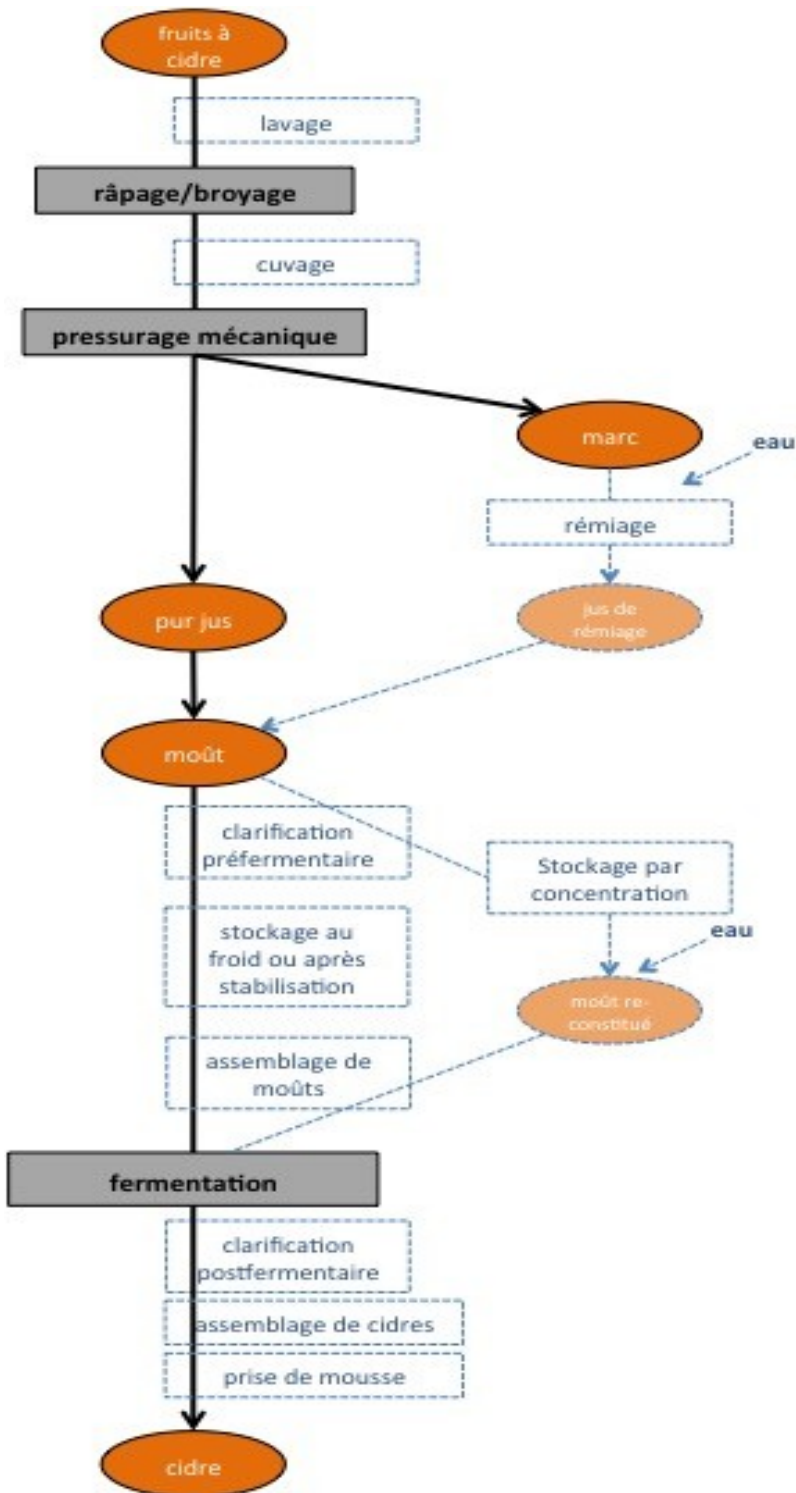 fruits à
cidre
lavage
râpage/broyage
cuvage
pressurage mécanique
marc
eau
rémiage
pur jus
jus de
rémiage
moût
clarification
préfermentaire
Stockage par
concentration
stockage au
froid ou après
stabilisation
eau
moût re-
constitué
assemblage de
moûts
fermentation
clarification
postfermentaire
assemblage de cidres
prise de mousse
cidre